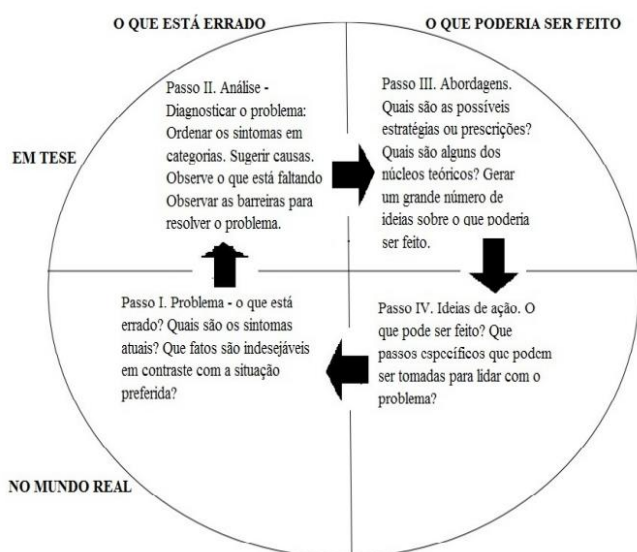 O QUE ESTÁ ERRADO
O QUE PODERIA SER FEITO
EM TESE
Passo II. Análise -
Diagnosticar o problema:
Ordenar os sintomas em
categorias. Sugerir causas.
Observe o que está faltando
Observar as barreiras para
resolver o problema.
Passo III. Abordagens.
Quais são as possíveis
estratégias ou prescrições?
Quais são alguns dos
núcleos teóricos? Gerar
um grande número de
ideias sobre o que poderia
ser feito.
Passo I. Problema - o que está
errado? Quais são os sintomas
atuais? Que fatos são indesejáveis
em contraste com a situação
preferida?
Passo IV. Ideias de ação. O
que pode ser feito? Que
passos específicos que podem
ser tomadas para lidar com o
problema?
NO MUNDO REAL